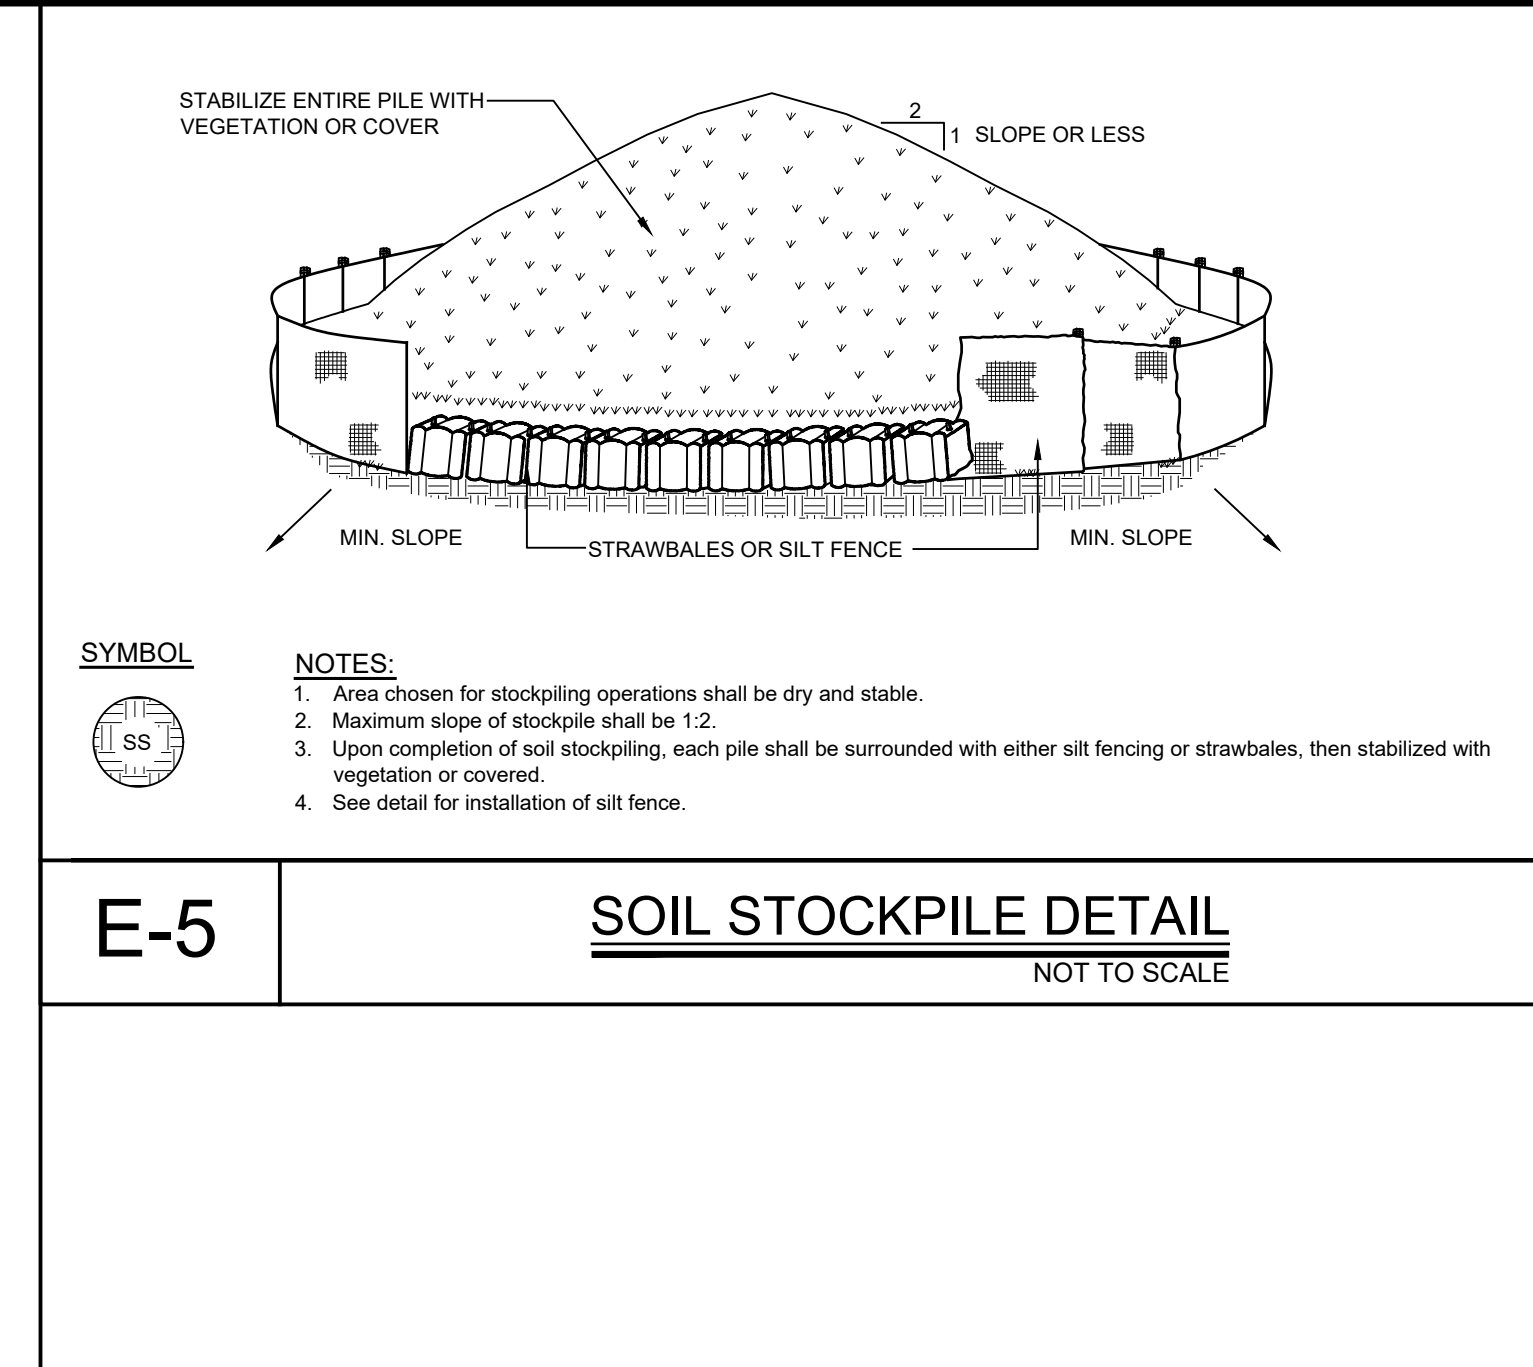 STABILIZE ENTIRE PILE WITH
VEGETATION OR COVER
2
1 SLOPE OR LESS
MIN. SLOPE
STRAWBALES OR SILT FENCE
MIN. SLOPE
SYMBOL
SS
NOTES:
1. Area chosen for stockpiling operations shall be dry and stable.
2. Maximum slope of stockpile shall be 1:2.
3. Upon completion of soil stockpiling, each pile shall be surrounded with either silt fencing or strawbales, then stabilized with
vegetation or covered.
4. See detail for installation of silt fence.
E-5
SOIL STOCKPILE DETAIL
NOT TO SCALE